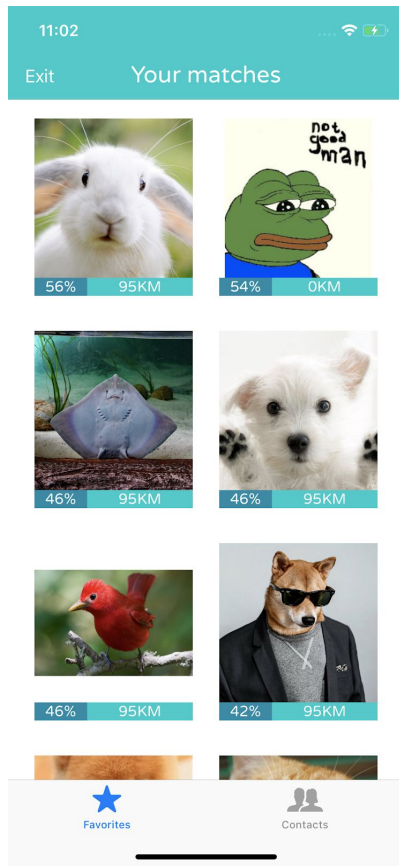 11:02
Exit
Your matches
not
good
man
56% 95KM
54% 0KM
46% 95KM
46% 95KM
46% 95KM
42% 95KM
Favorites
Contacts